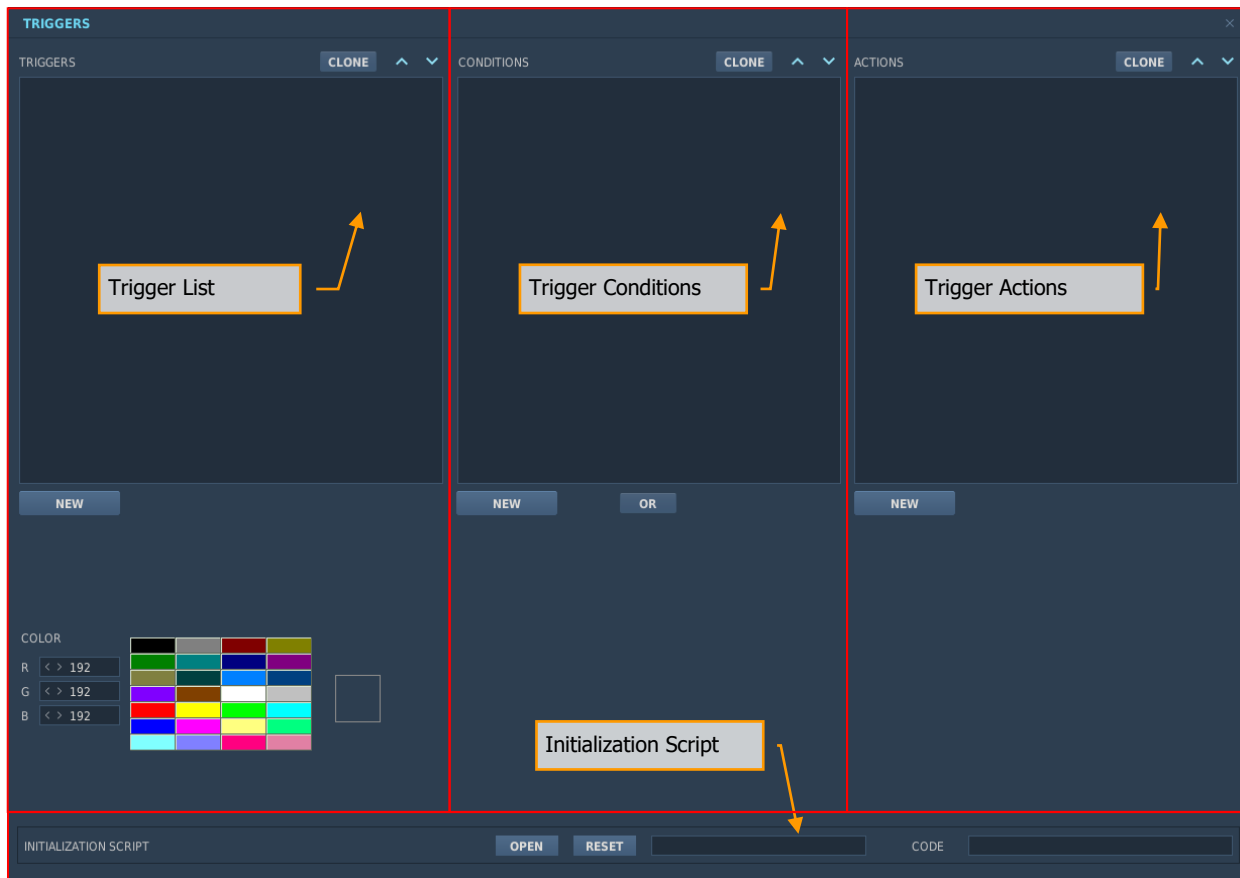 TRIGGERS
×
TRIGGERS CLONE CONDITIONS CLONE ACTIONS CLONE
Trigger List Trigger Conditions Trigger Actions
NEW NEW OR NEW
COLOR
R < > 192
G < > 192
B < > 192
Initialization Script
INITIALIZATION SCRIPT OPEN RESET CODE